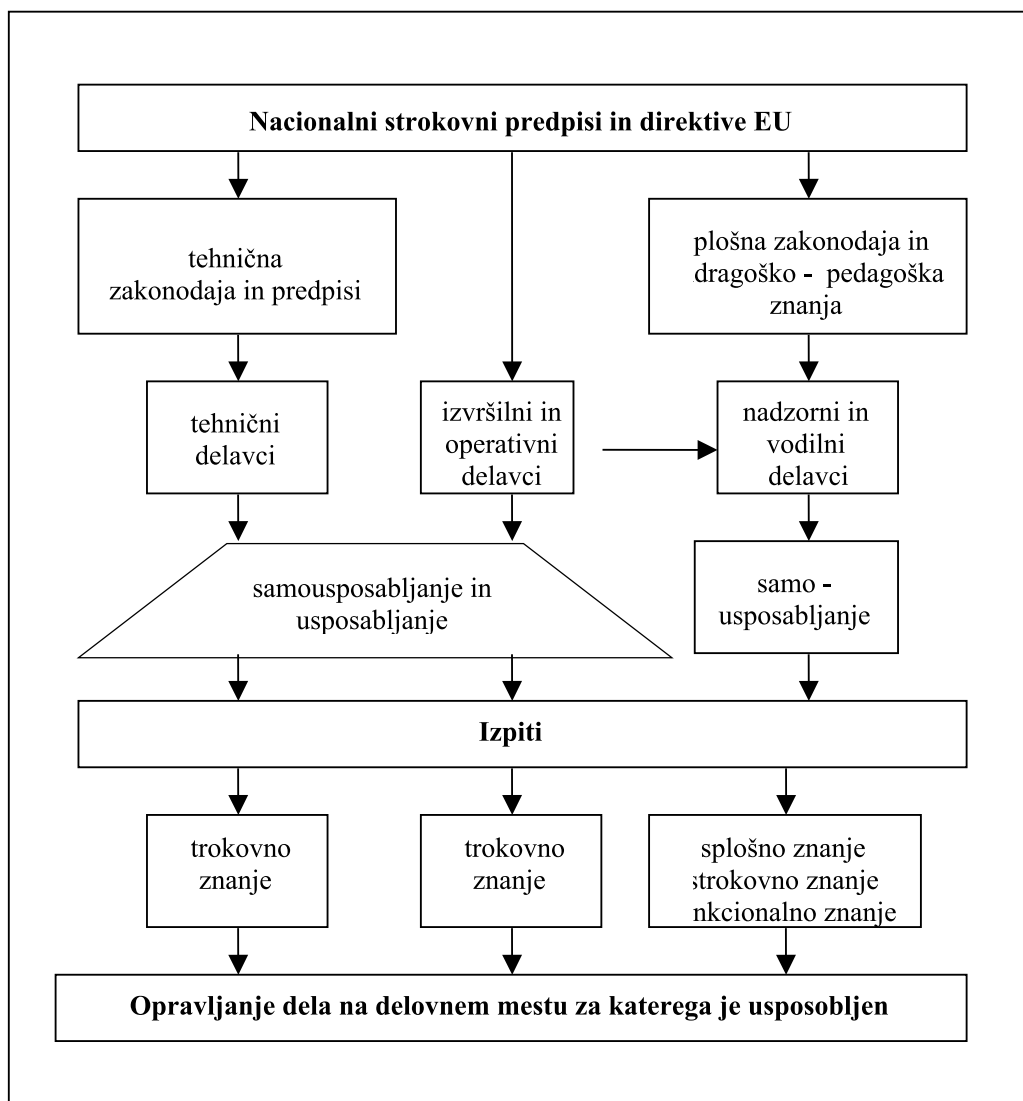 Nacionalni strokovni predpisi in direktive EU
tehnična
zakonodaja in predpisi
plošna zakonodaja in
dragoško - pedagoška
znanja
tehnični
delavci
izvršilni in
operativni
delavci
nadzorni in
vodilni
delavci
samousposabljanje in
usposabljanje
samo -
usposabljanje
Izpiti
trokovno
znanje
trokovno
znanje
splošno znanje
strokovno znanje
nkcionalno znanje
Opravljanje dela na delovnem mestu za katerega je usposobljen